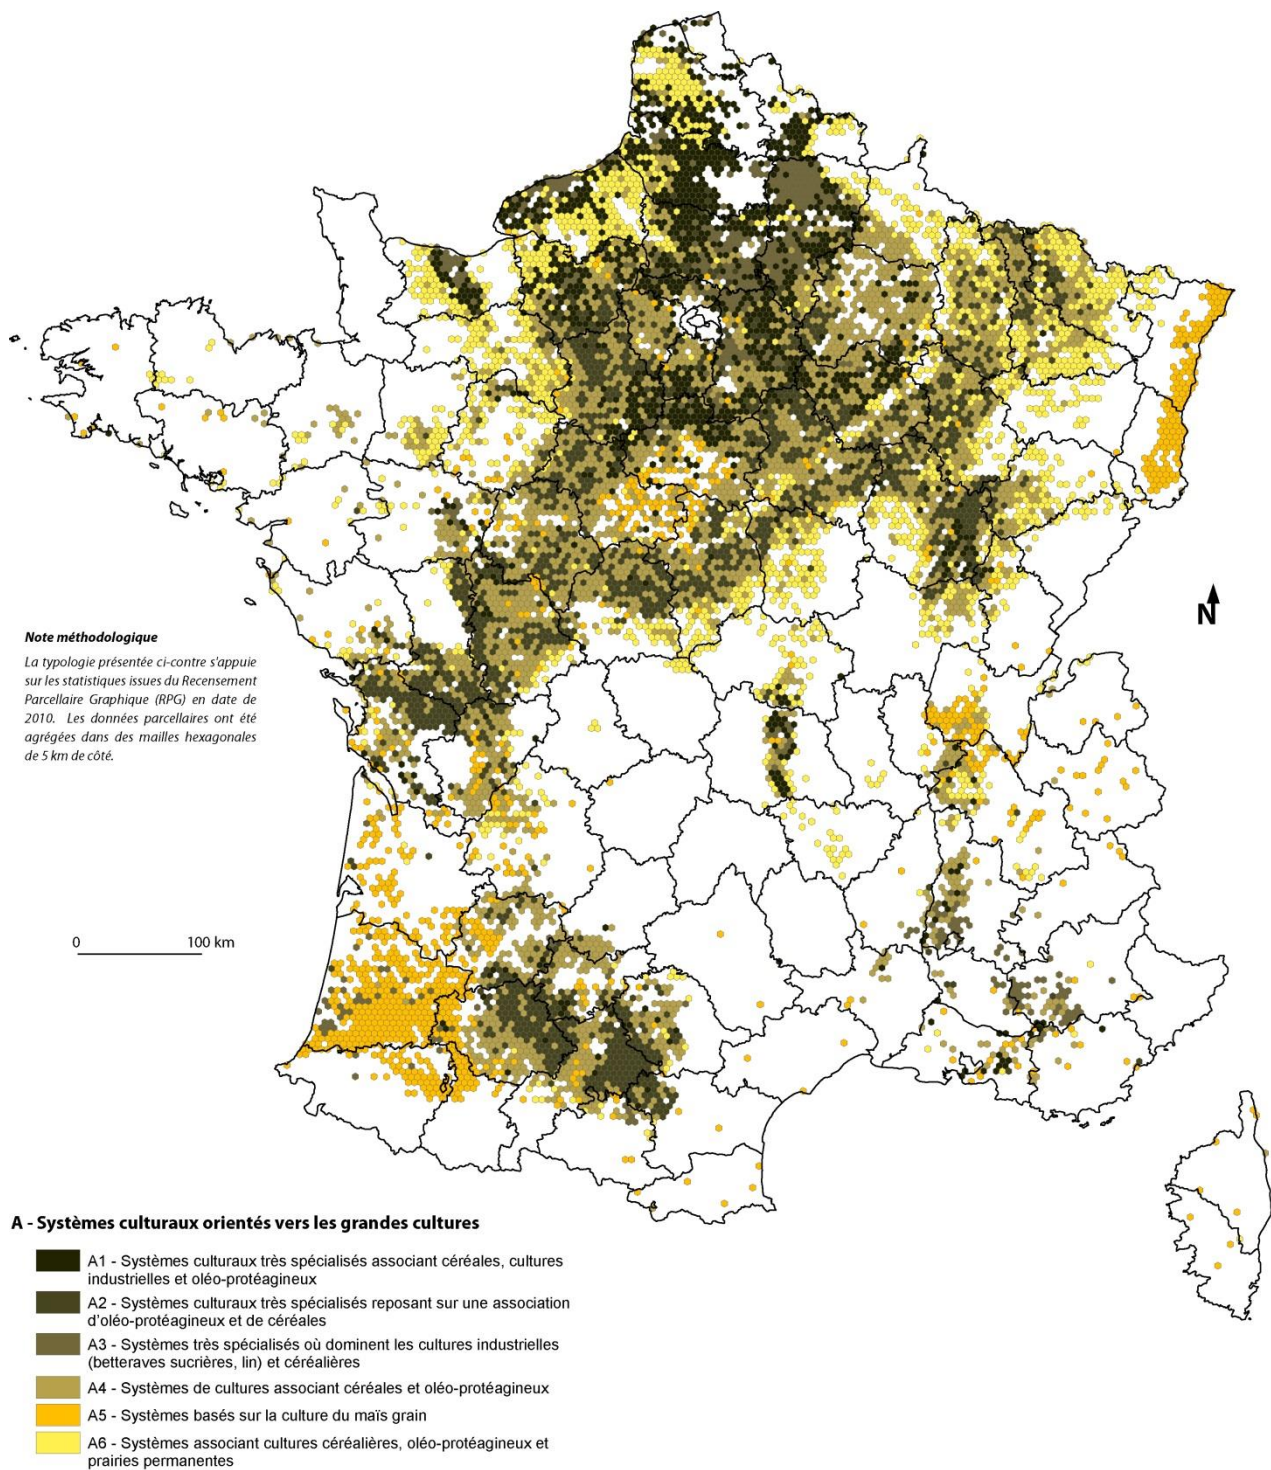 N
Note méthodologique
La typologie présentée ci-contre s'appuie
sur les statistiques issues du Recensement
Parcellaire Graphique (RPG) en date de
2010. Les données parcellaires ont été
agrégées dans des mailles hexagonales
de 5 km de côté.
0 100 km
A - Systèmes culturaux orientés vers les grandes cultures
A1 - Systèmes culturaux très spécialisés associant céréales, cultures
industrielles et oléo-protéagineux
A2 - Systèmes culturaux très spécialisés reposant sur une association
d'oléo-protéagineux et de céréales
A3 - Systèmes très spécialisés où dominent les cultures industrielles
(betteraves sucrières, lin) et céréalières
A4 - Systèmes de cultures associant céréales et oléo-protéagineux
A5 - Systèmes basés sur la culture du maïs grain
A6 - Systèmes associant cultures céréalières, oléo-protéagineux et
prairies permanentes